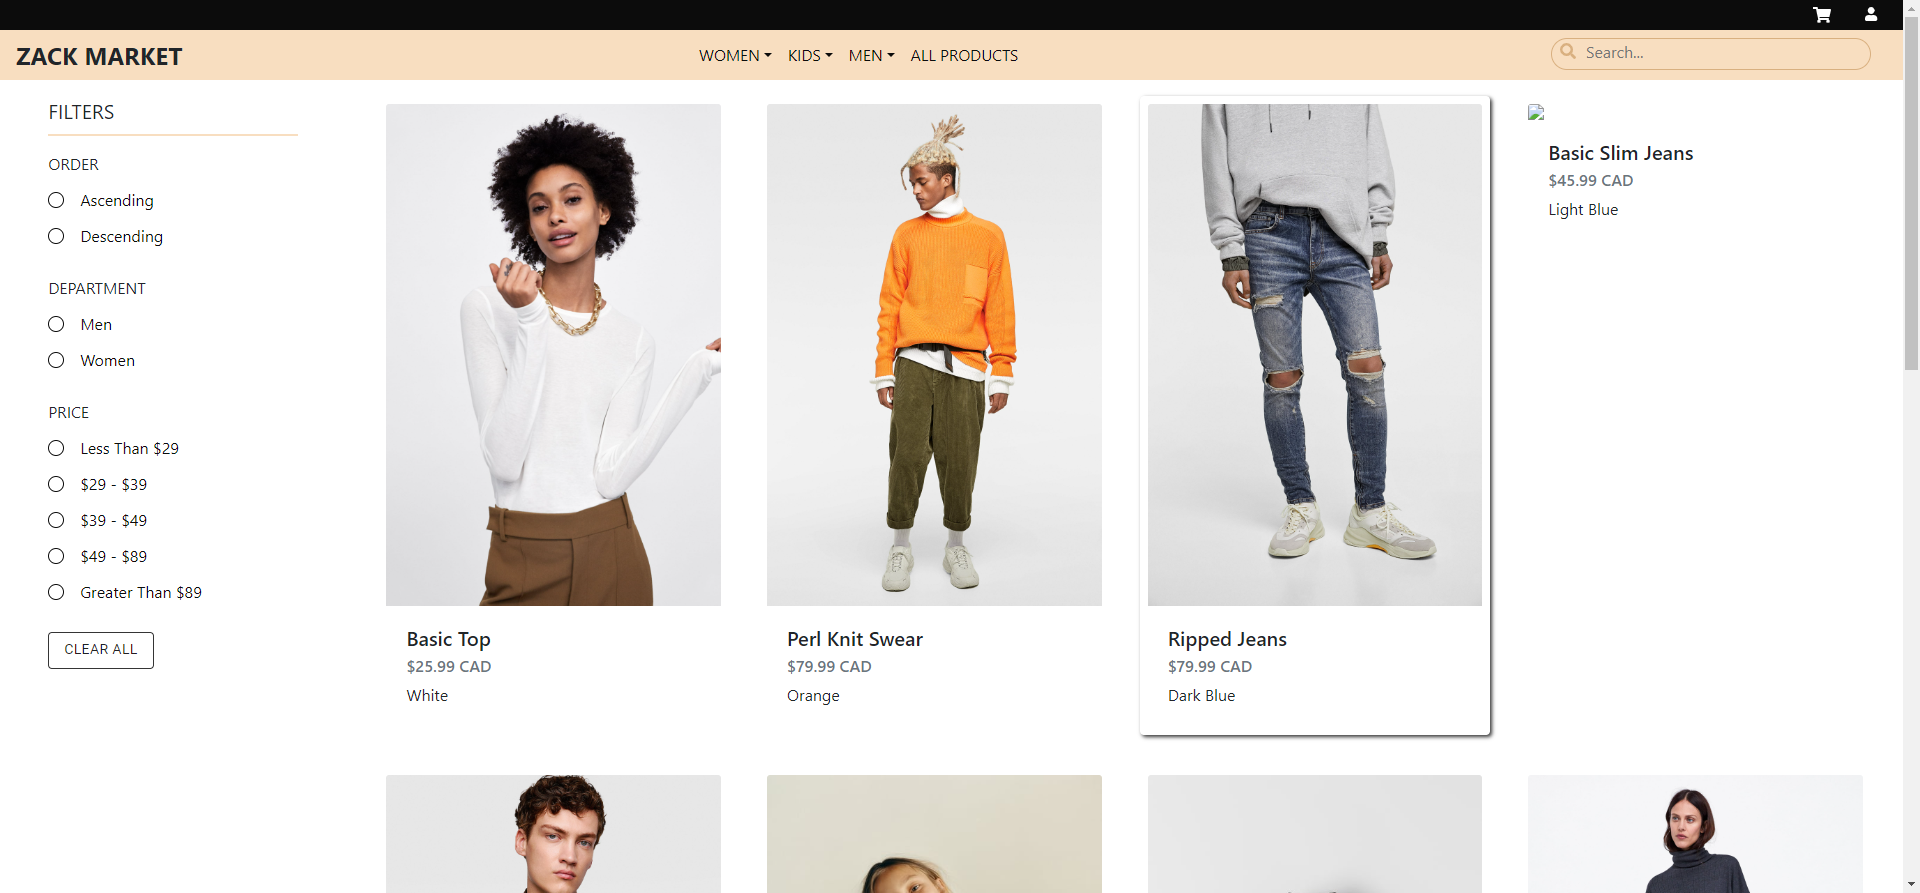 ZACK MARKET
WOMEN KIDS MEN ALL PRODUCTS
Search...
FILTERS
ORDER
Ascending
Descending
DEPARTMENT
Men
Women
PRICE
Less Than $29
$29 - $39
$39 - $49
$49 - $89
Greater Than $89
CLEAR ALL
Basic Top
$25.99 CAD
White
Perl Knit Swear
$79.99 CAD
Orange
Ripped Jeans
$79.99 CAD
Dark Blue
Basic Slim Jeans
$45.99 CAD
Light Blue